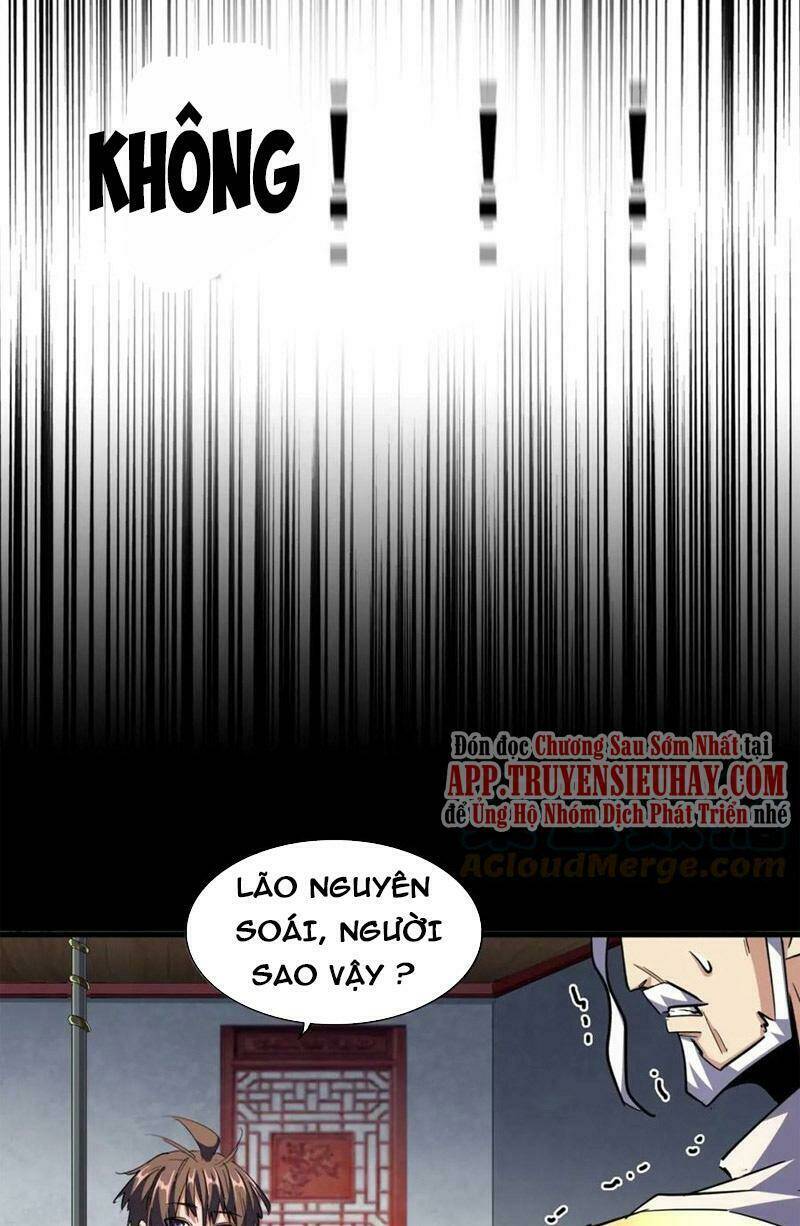 KHÔNG ! ! !
Đón đọc Chương Sau Sớm Nhất tại
APP.TRUYENSIEUHAY.COM
để Ủng Hộ Nhóm Dịch Phát Triển nhé
AcloudMerge.com
LÃO NGUYÊN
SOÁI, NGƯỜI
SAO VẬY ?